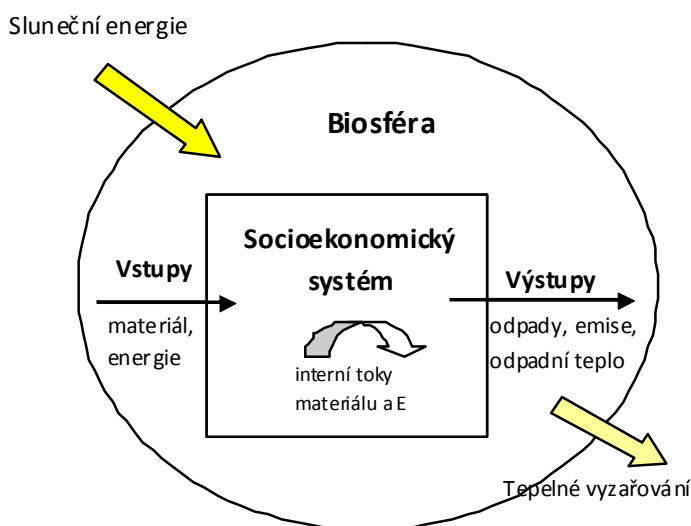 Sluneční energie
Biosféra
Socioekonomický
systém
Vstupy
materiál,
energie
interní toky
materiálu a E
Výstupy
odpady, emise,
odpadní teplo
Tepelné vyzařování